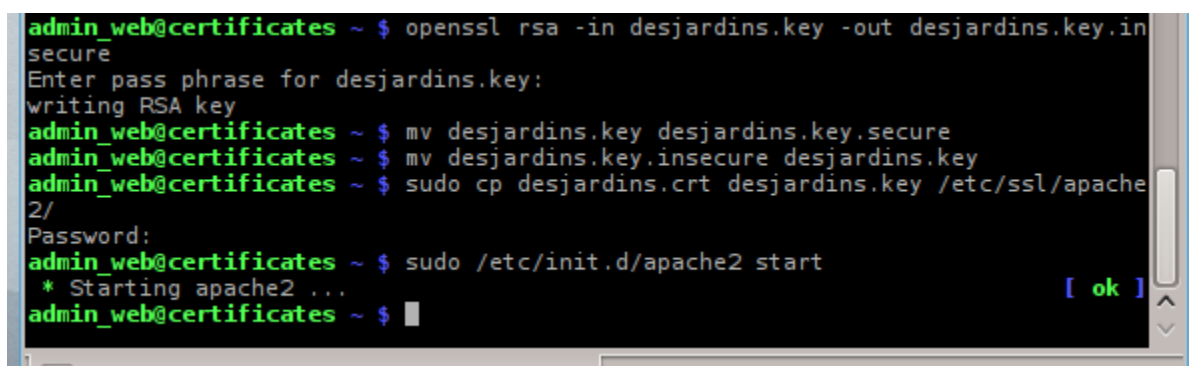 admin_web@certificates ~ $ openssl rsa -in desjardins.key -out desjardins.key.in
secure
Enter pass phrase for desjardins.key:
writing RSA key
admin_web@certificates ~ $ mv desjardins.key desjardins.key.secure
admin_web@certificates ~ $ mv desjardins.key.insecure desjardins.key
admin_web@certificates ~ $ sudo cp desjardins.crt desjardins.key /etc/ssl/apache
2/
Password:
admin_web@certificates ~ $ sudo /etc/init.d/apache2 start
 * Starting apache2 ... [ ok ]
admin_web@certificates ~ $